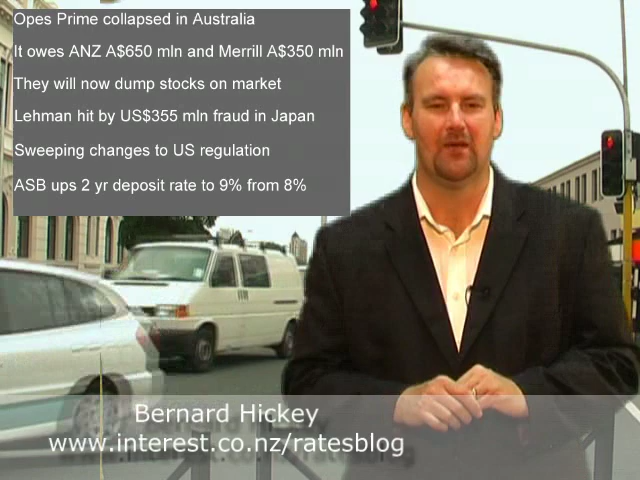 Opes Prime collapsed in Australia
It owes ANZ A$650 mln and Merrill A$350 mln
They will now dump stocks on market
Lehman hit by US$355 mln fraud in Japan
Sweeping changes to US regulation
ASB ups 2 yr deposit rate to 9% from 8%
Bernard Hickey
www.interest.co.nz/ratesblog